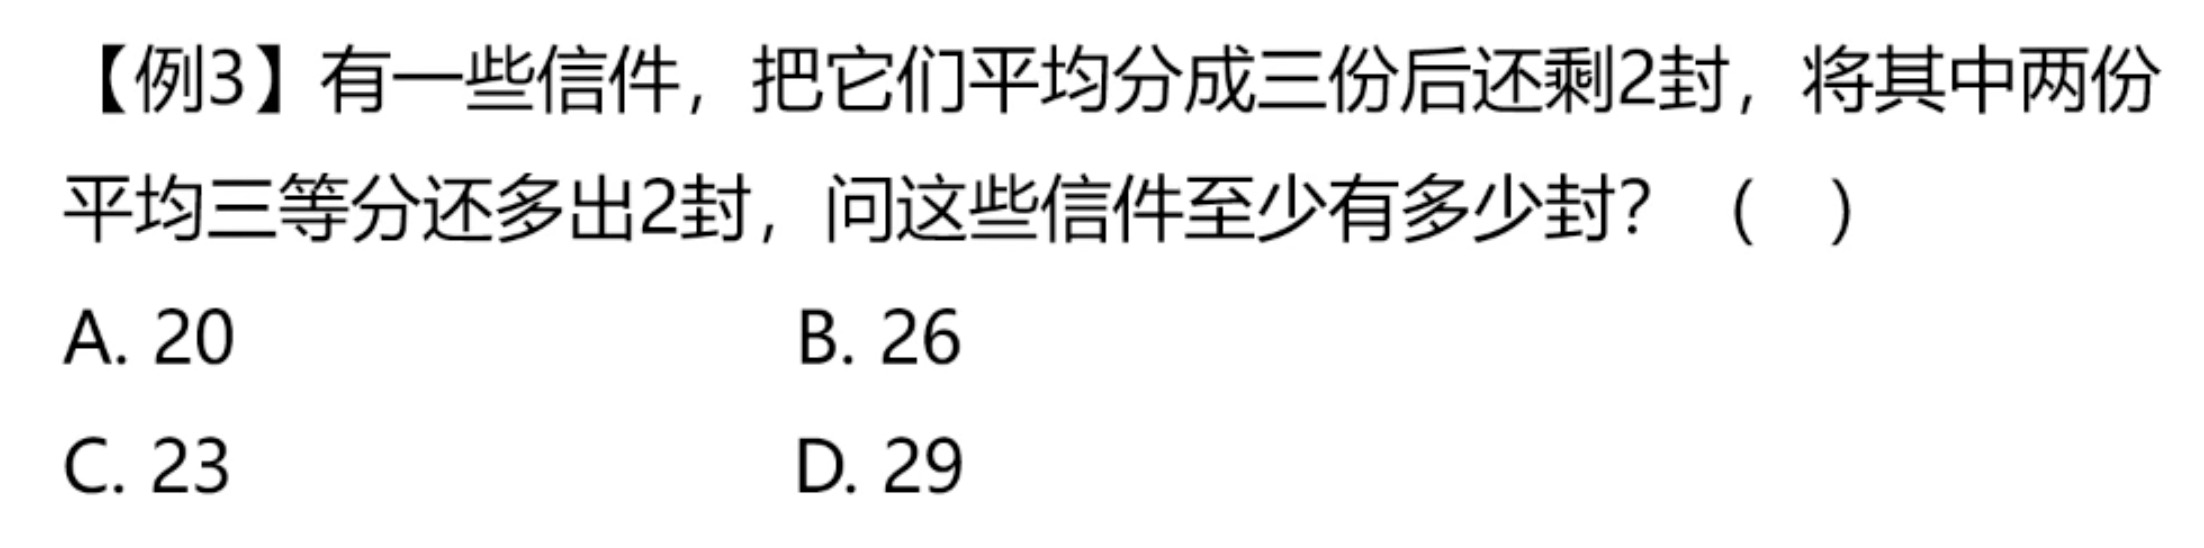 【例3】有一些信件，把它们平均分成三份后还剩2封，将其中两份
平均三等分还多出2封，问这些信件至少有多少封？（　）
A. 20　B. 26
C. 23　D. 29